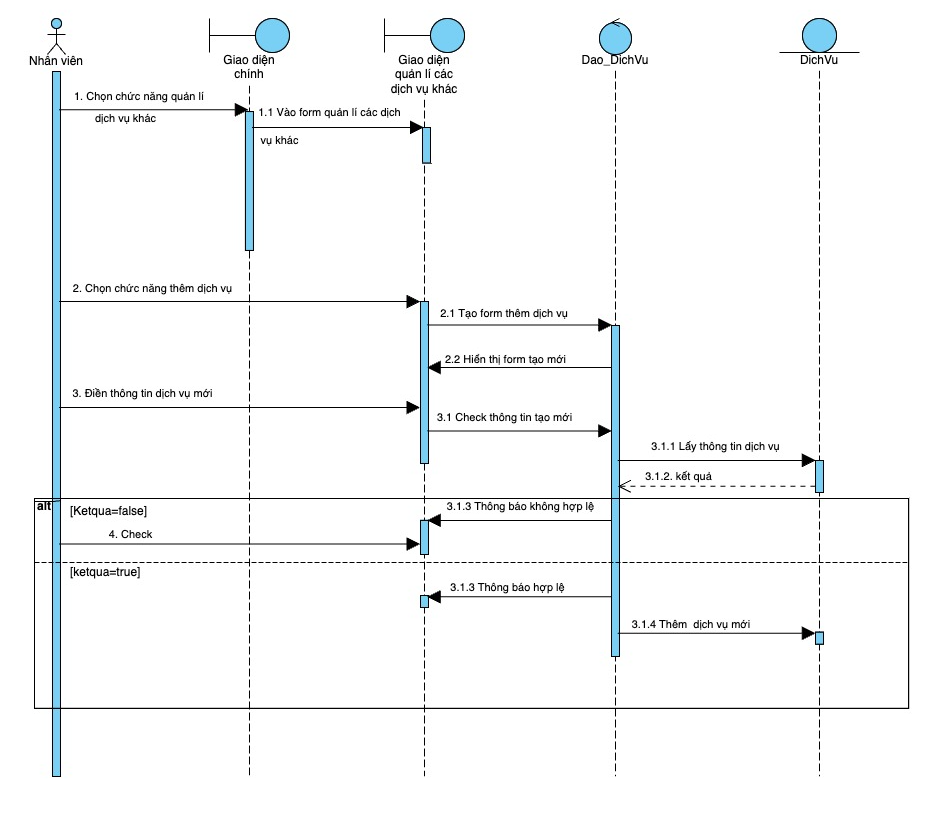 Nhân viên
Giao diện
chính
Giao diện
quản lí các
dịch vụ khác
Dao_DichVu
DichVu
1. Chọn chức năng quản lí
dịch vụ khác
1.1 Vào form quản lí các dịch
vụ khác
2. Chọn chức năng thêm dịch vụ
2.1 Tạo form thêm dịch vụ
2.2 Hiển thị form tạo mới
3. Điền thông tin dịch vụ mới
3.1 Check thông tin tạo mới
3.1.1 Lấy thông tin dịch vụ
3.1.2. kết quả
alt
[Ketqua=false]
3.1.3 Thông báo không hợp lệ
4. Check
[ketqua=true]
3.1.3 Thông báo hợp lệ
3.1.4 Thêm dịch vụ mới